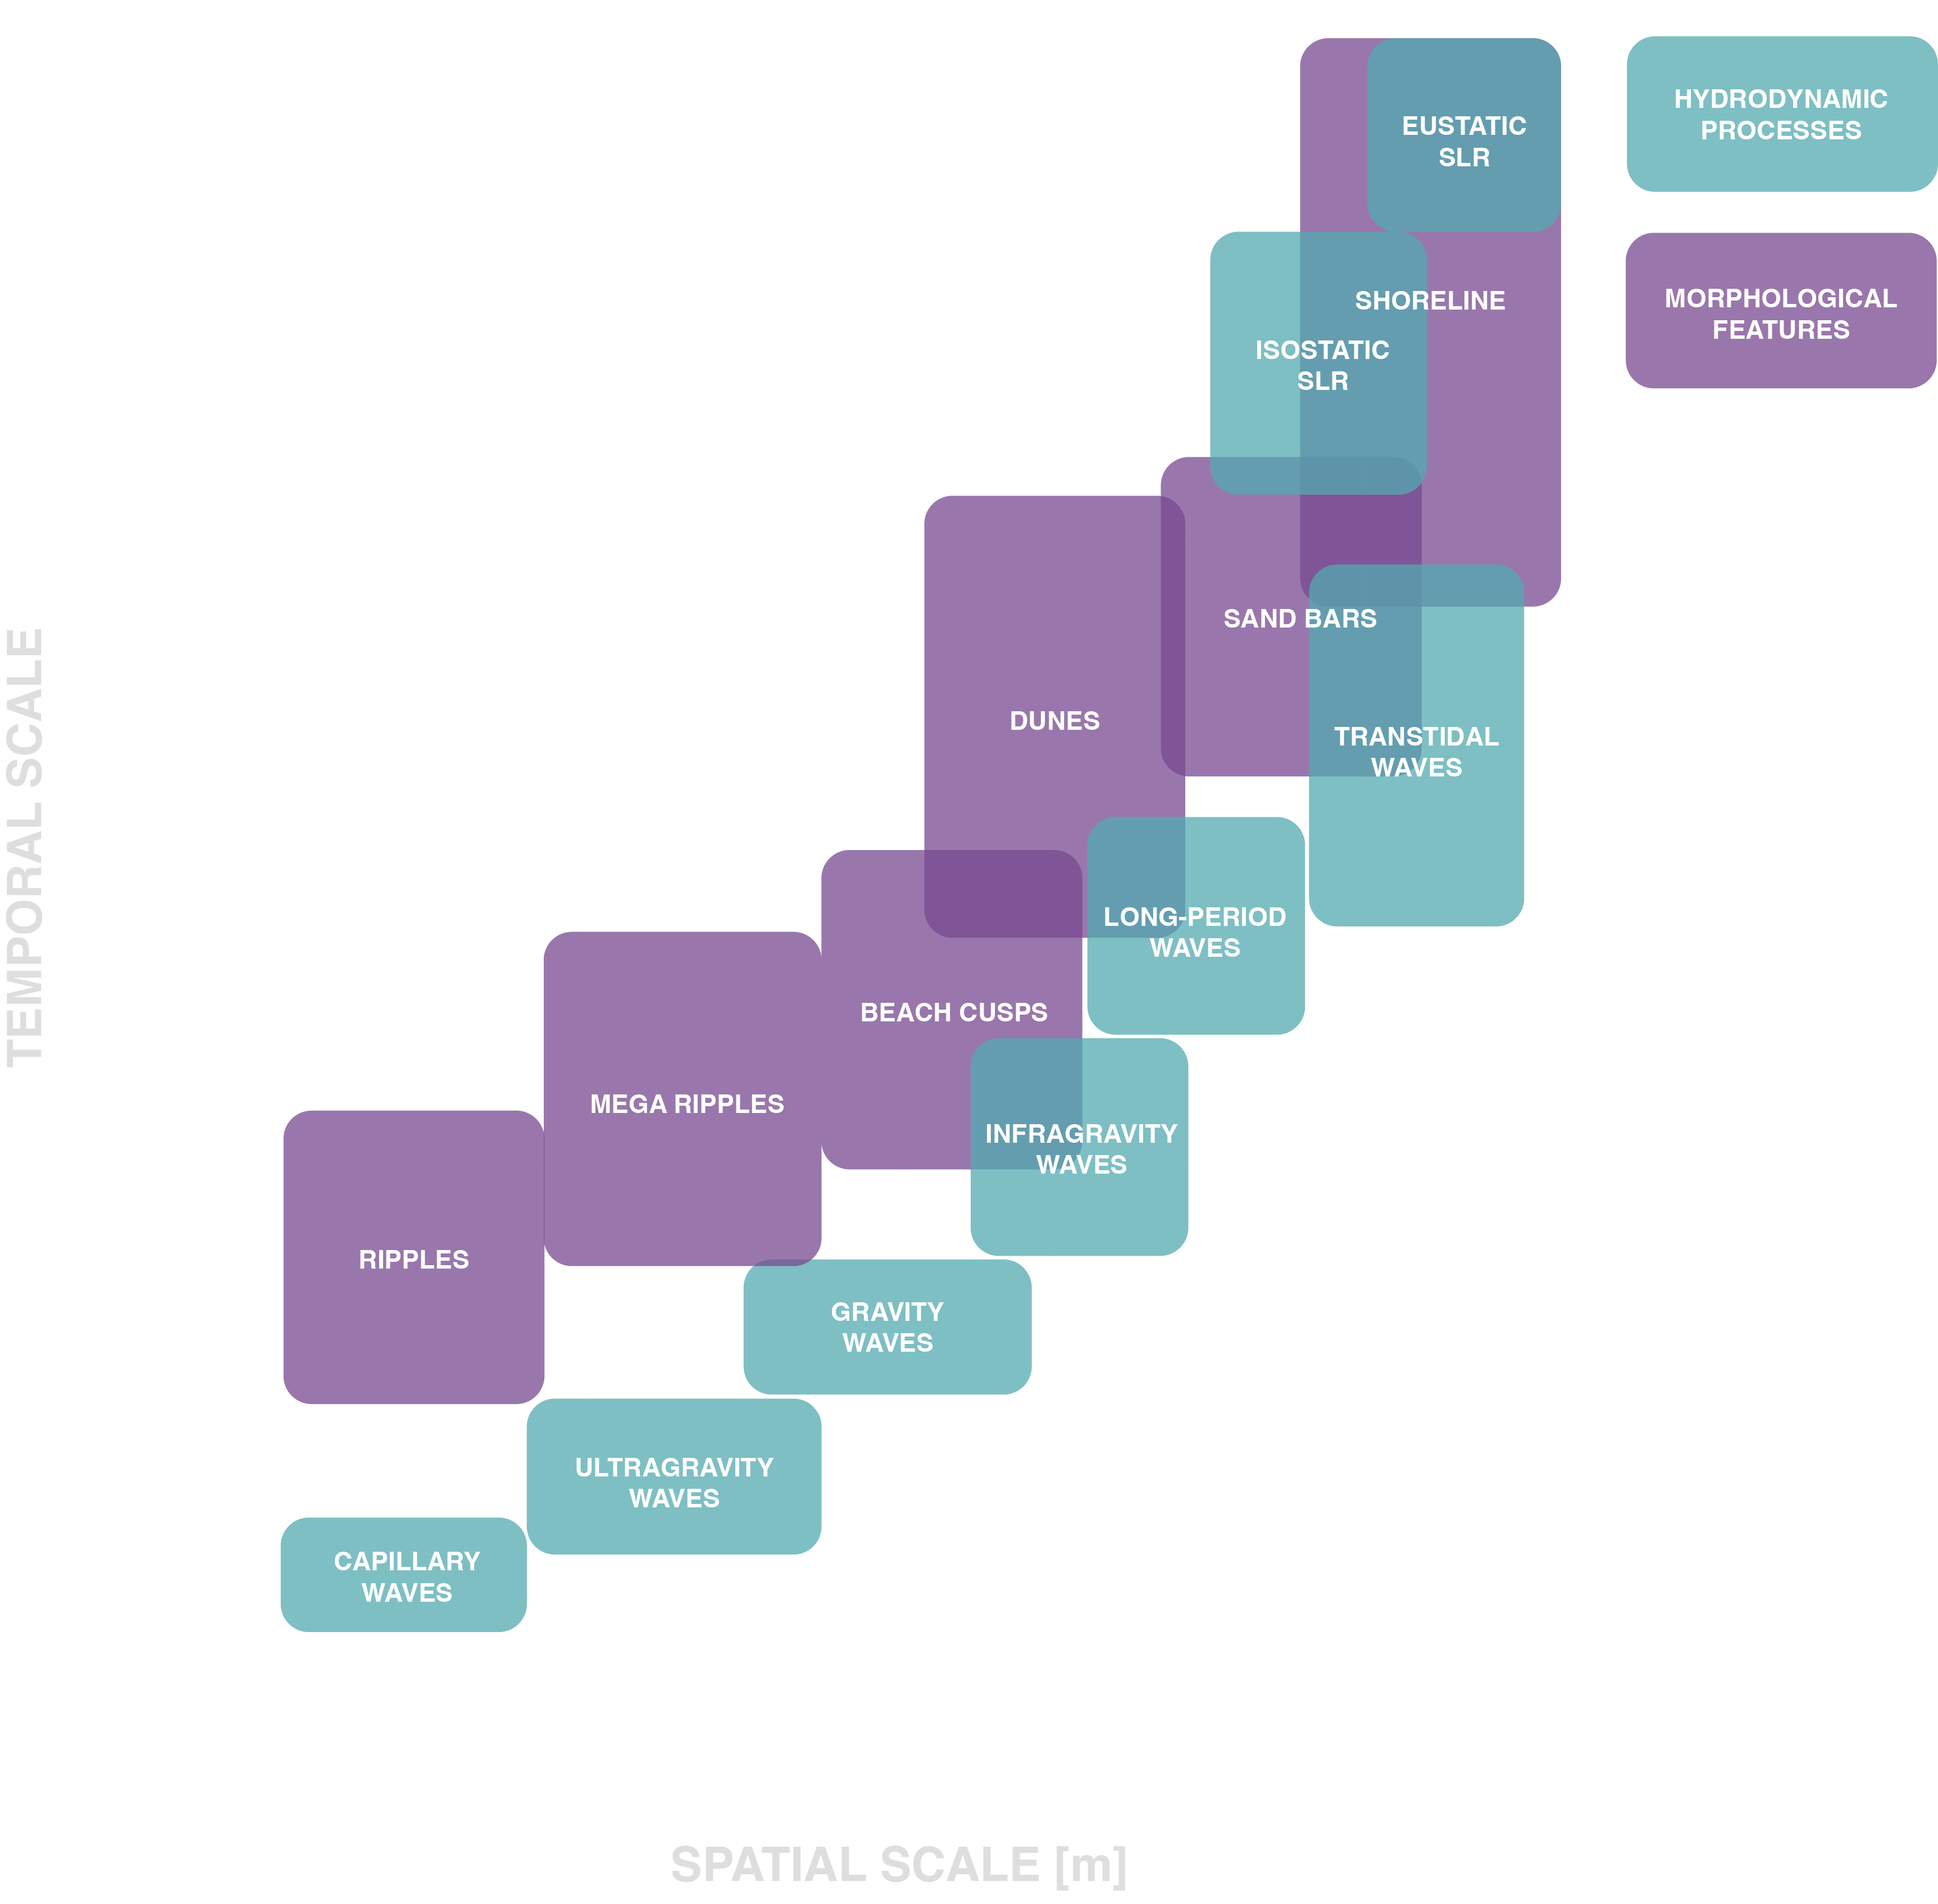 EUSTATIC
SLR
HYDRODYNAMIC
PROCESSES
MORPHOLOGICAL
FEATURES
SHORELINE
ISOSTATIC
SLR
SAND BARS
DUNES
TRANSTIDAL
WAVES
LONG-PERIOD
WAVES
BEACH CUSPS
MEGA RIPPLES
INFRAGRAVITY
WAVES
RIPPLES
GRAVITY
WAVES
ULTRAGRAVITY
WAVES
CAPILLARY
WAVES
TEMPORAL SCALE
SPATIAL SCALE [m]